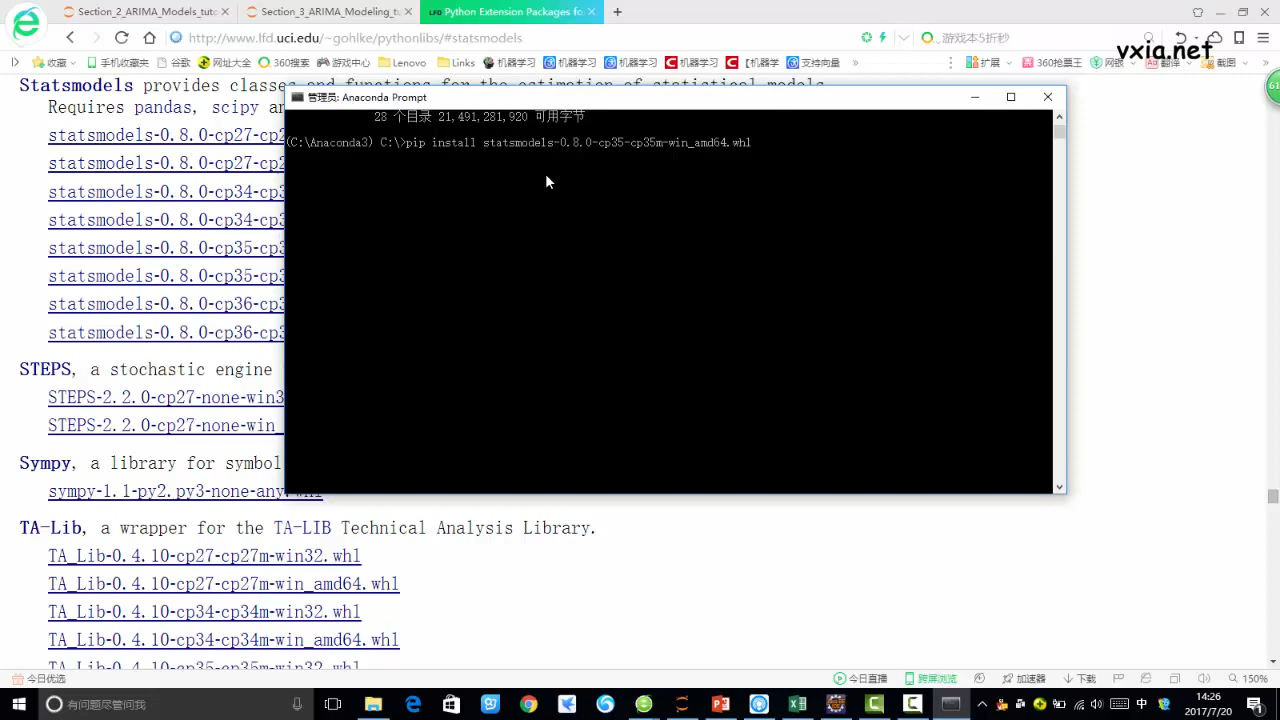 Section_2_ARIMA_Models_tuto
Section_3_ARIMA_Modeling_t
Python Extension Packages fo
http://www.lfd.uci.edu/~gohlke/pythonlibs/#statsmodels
游戏本5折秒
vxia.net
收藏 手机收藏夹 谷歌 网址大全 360搜索 游戏中心 Lenovo Links 机器学习 机器学习 机器学习 机器学习 【机器学 支持向量 » 扩展 360抢票王 网银 翻译 截图 »
61
Statsmodels provides classes and functions for the estimation of statistical models
Requires pandas, scipy an
statsmodels-0.8.0-cp27-cp2
statsmodels-0.8.0-cp27-cp2
statsmodels-0.8.0-cp34-cp3
statsmodels-0.8.0-cp34-cp3
statsmodels-0.8.0-cp35-cp3
statsmodels-0.8.0-cp35-cp3
statsmodels-0.8.0-cp36-cp3
statsmodels-0.8.0-cp36-cp3
管理员: Anaconda Prompt
28 个目录 21,491,281,920 可用字节
(C:\Anaconda3) C:\>pip install statsmodels-0.8.0-cp35-cp35m-win_amd64.whl
STEPS, a stochastic engine
STEPS-2.2.0-cp27-none-win3
STEPS-2.2.0-cp27-none-win_
Sympy, a library for symbol
sympy-1.1-py2.py3-none-any.whl
TA-Lib, a wrapper for the TA-LIB Technical Analysis Library.
TA_Lib-0.4.10-cp27-cp27m-win32.whl
TA_Lib-0.4.10-cp27-cp27m-win_amd64.whl
TA_Lib-0.4.10-cp34-cp34m-win32.whl
TA_Lib-0.4.10-cp34-cp34m-win_amd64.whl
TA_Lib-0.4.10-cp35-cp35m-win32.whl
今日优选
今日直播 跨屏浏览 加速器 下载 150%
有问题尽管问我
中
14:26
2017/7/20